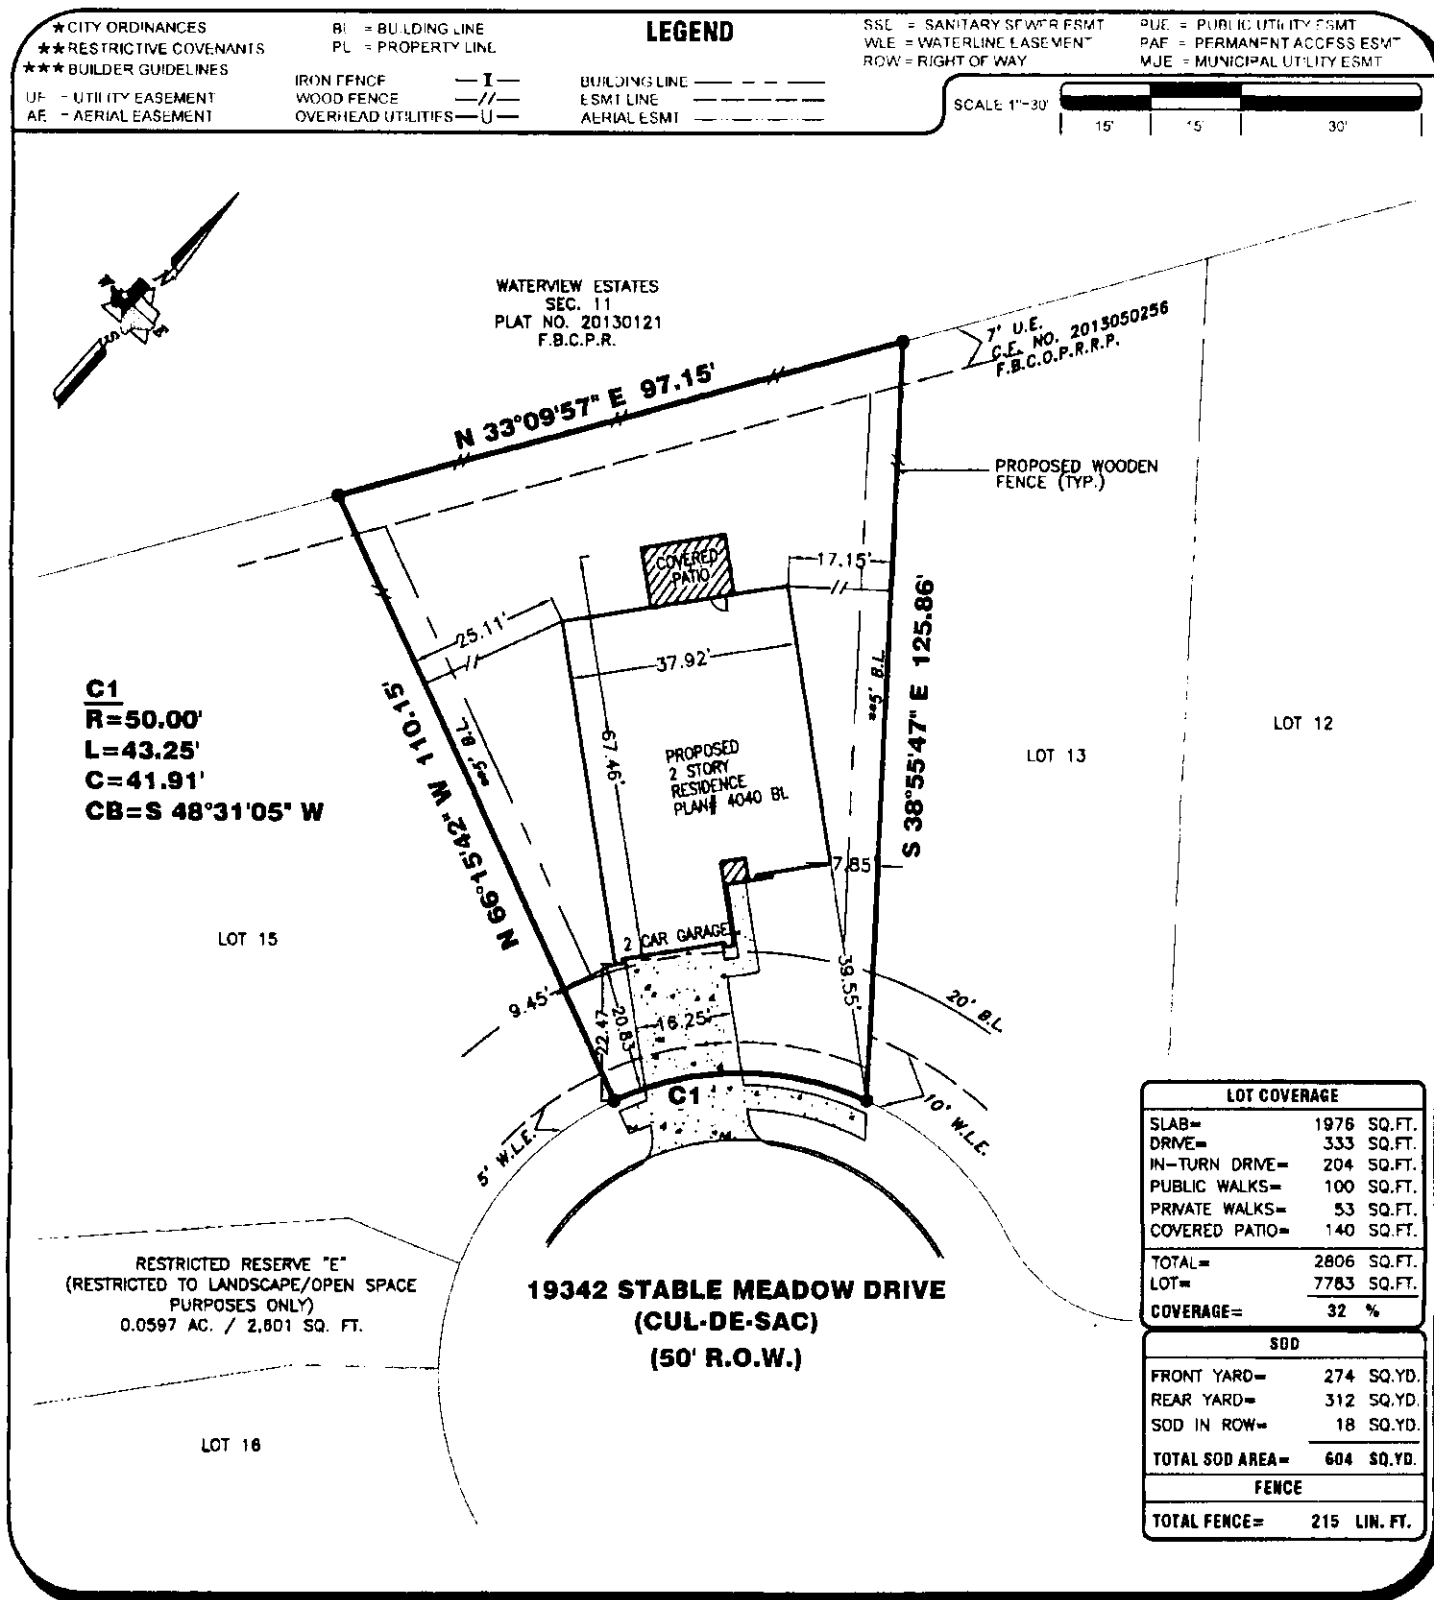 ★CITY ORDINANCES
★★RESTRICTIVE COVENANTS
★★★BUILDER GUIDELINES
UE = UTILITY EASEMENT
AE = AERIAL EASEMENT
BL = BUILDING LINE
PL = PROPERTY LINE
IRON FENCE —I—
WOOD FENCE —//—
OVERHEAD UTILITIES —U—
LEGEND
BUILDING LINE
ESMT LINE
AERIAL ESMT
SSE = SANITARY SEWER ESMT
WLE = WATERLINE EASEMENT
ROW = RIGHT OF WAY
PUE = PUBLIC UTILITY ESMT
PAE = PERMANENT ACCESS ESMT
MUE = MUNICIPAL UTILITY ESMT
SCALE 1"=30'
15' 15' 30'
N
W
S
E
WATERVIEW ESTATES
SEC. 11
PLAT NO. 20130121
F.B.C.P.R.
7' U.E.
C.F. NO. 2013050256
F.B.C.O.P.R.R.P.
N 33°09'57" E 97.15'
PROPOSED WOODEN
FENCE (TYP.)
COVERED
PATIO
17.15'
25.11'
37.92'
67.46'
S 38°55'47" E 125.86'
**5' B.L.
N 66°15'42" W 110.15'
**5' B.L.
C1
R=50.00'
L=43.25'
C=41.91'
CB=S 48°31'05" W
PROPOSED
2 STORY
RESIDENCE
PLAN# 4040 BL
LOT 12
LOT 13
LOT 15
7.85'
2 CAR GARAGE
9.45'
22.47
20.83
16.25'
39.55'
20' B.L.
C1
5' W.L.E.
10' W.L.E.
RESTRICTED RESERVE "E"
(RESTRICTED TO LANDSCAPE/OPEN SPACE
PURPOSES ONLY)
0.0597 AC. / 2,601 SQ. FT.
LOT 16
19342 STABLE MEADOW DRIVE
(CUL-DE-SAC)
(50' R.O.W.)
LOT COVERAGE
SLAB= 1976 SQ.FT.
DRIVE= 333 SQ.FT.
IN-TURN DRIVE= 204 SQ.FT.
PUBLIC WALKS= 100 SQ.FT.
PRIVATE WALKS= 53 SQ.FT.
COVERED PATIO= 140 SQ.FT.
TOTAL= 2806 SQ.FT.
LOT= 7783 SQ.FT.
COVERAGE= 32 %
SOD
FRONT YARD= 274 SQ.YD.
REAR YARD= 312 SQ.YD.
SOD IN ROW= 18 SQ.YD.
TOTAL SOD AREA= 604 SQ.YD.
FENCE
TOTAL FENCE= 215 LIN. FT.